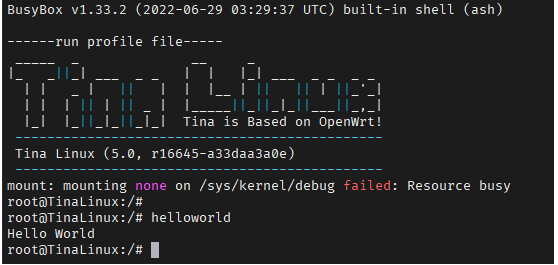 BusyBox v1.33.2 (2022-06-29 03:29:37 UTC) built-in shell (ash)
------run profile file-----
Tina Linux
Tina is Based on OpenWrt!
----------------------------------------------
Tina Linux (5.0, r16645-a33daa3a0e)
----------------------------------------------
mount: mounting none on /sys/kernel/debug failed: Resource busy
root@TinaLinux:/#
root@TinaLinux:/# helloworld
Hello World
root@TinaLinux:/#